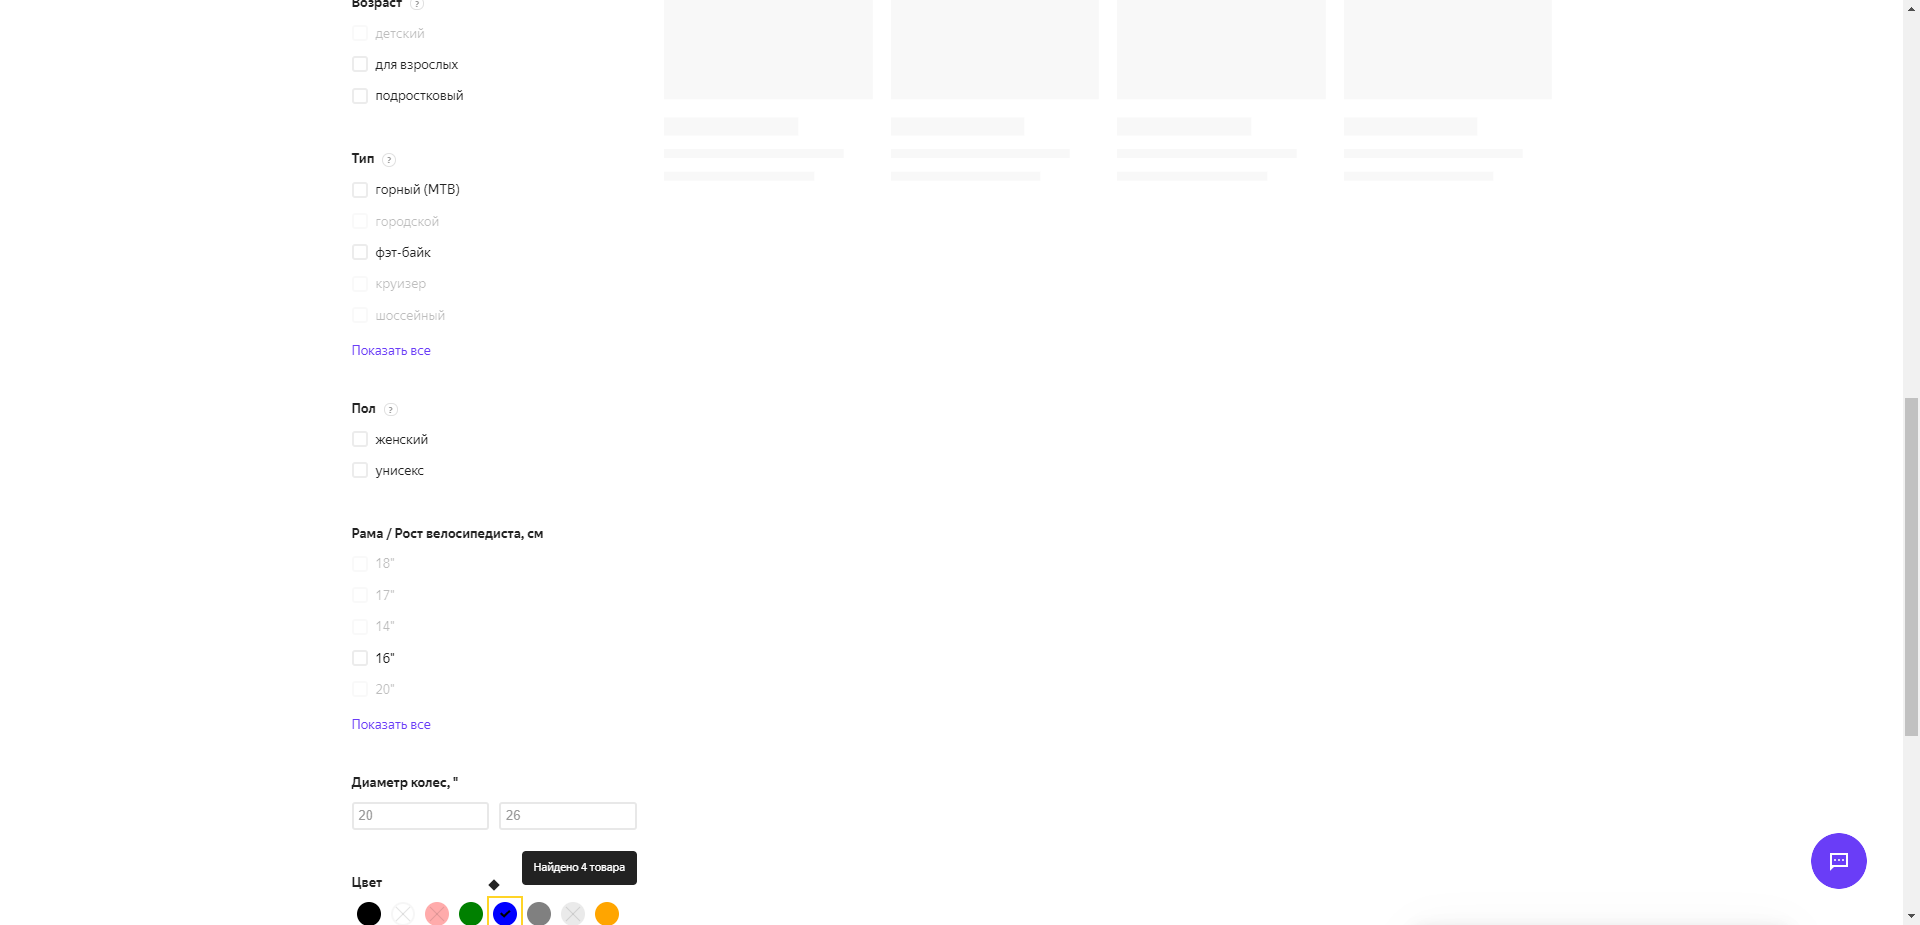 Возраст ?
детский
для взрослых
подростковый
Тип ?
горный (MTB)
городской
фэт-байк
круизер
шоссейный
Показать все
Пол ?
женский
унисекс
Рама / Рост велосипедиста, см
18"
17"
14"
16"
20"
Показать все
Диаметр колес, "
20 26
Найдено 4 товара
Цвет